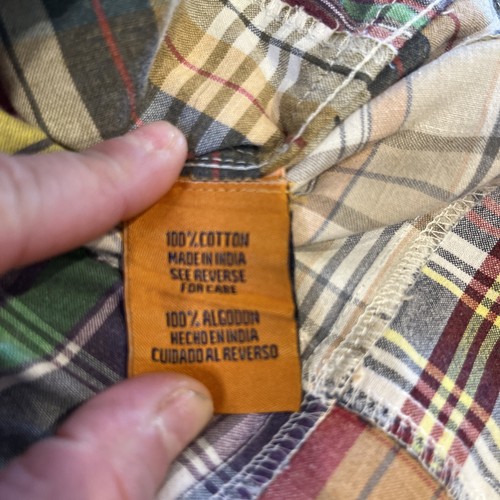 100% COTTON
MADE IN INDIA
SEE REVERSE
FOR CARE
100% ALGODON
HECHO EN INDIA
CUIDADO AL REVERSO